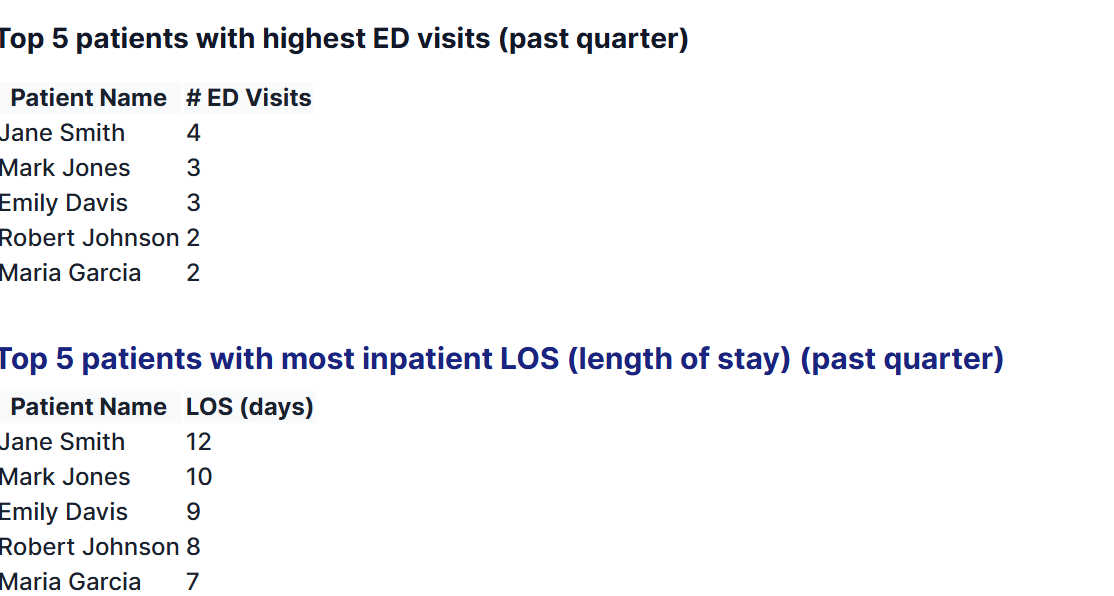 Top 5 patients with highest ED visits (past quarter)
Patient Name # ED Visits
Jane Smith 4
Mark Jones 3
Emily Davis 3
Robert Johnson 2
Maria Garcia 2
Top 5 patients with most inpatient LOS (length of stay) (past quarter)
Patient Name LOS (days)
Jane Smith 12
Mark Jones 10
Emily Davis 9
Robert Johnson 8
Maria Garcia 7